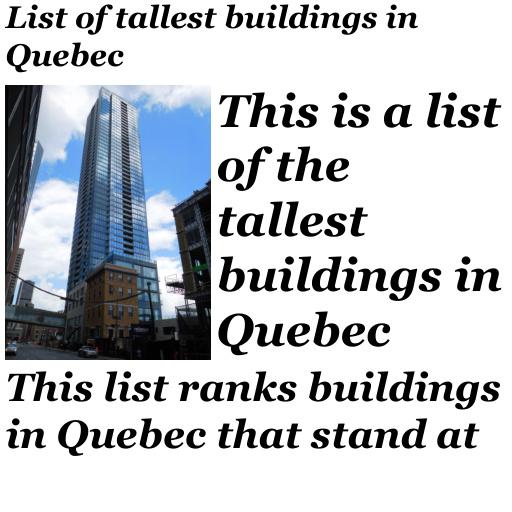 List of tallest buildings in
Quebec
This is a list
of the
tallest
buildings in
Quebec
This list ranks buildings
in Quebec that stand at